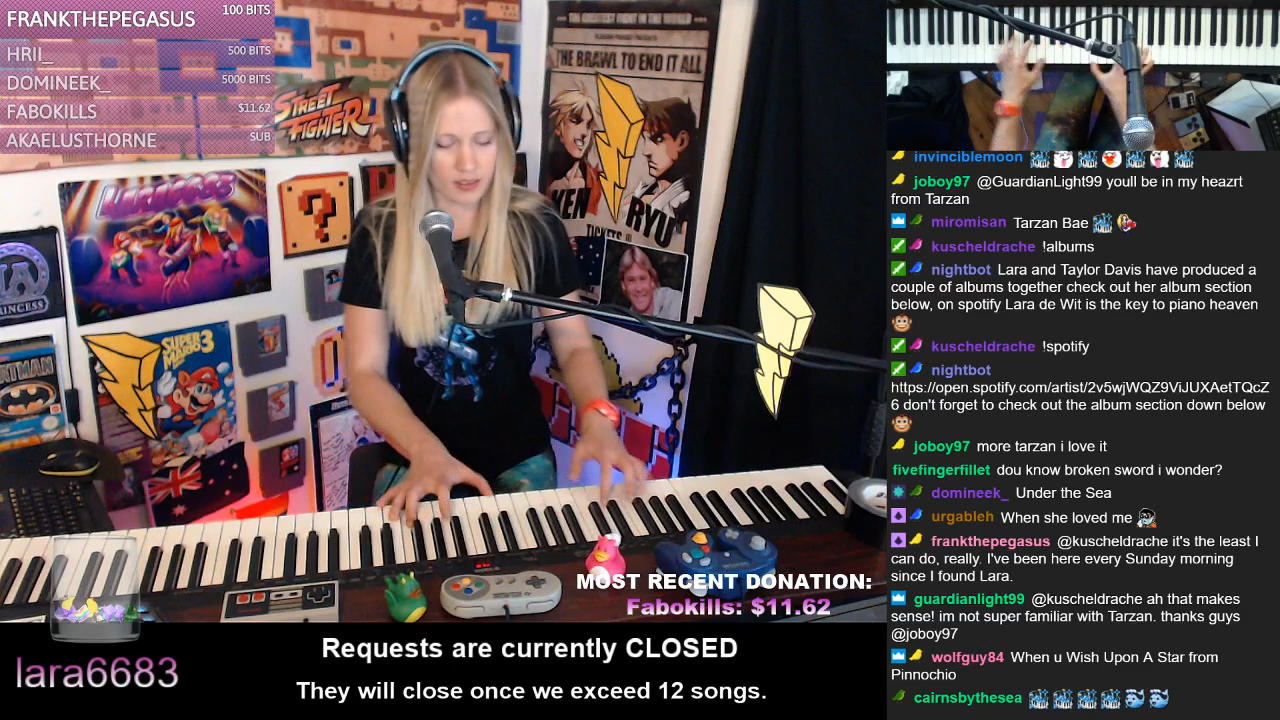 FRANKTHEPEGASUS 100 BITS
HRII_ 500 BITS
DOMINEEK_ 5000 BITS
FABOKILLS $11.62
AKAELUSTHORNE SUB
STREET
FIGHTER
THE BRAWL TO END IT ALL
KEN
RYU
TICKETS
?
PRINCESS
BATMAN
SUPER
MARIO 3
MOST RECENT DONATION:
Fabokills: $11.62
Requests are currently CLOSED
They will close once we exceed 12 songs.
lara6683
invinciblemoon
joboy97 @GuardianLight99 youll be in my heazrt
from Tarzan
miromisan Tarzan Bae
kuscheldrache !albums
nightbot Lara and Taylor Davis have produced a
couple of albums together check out her album section
below, on spotify Lara de Wit is the key to piano heaven
kuscheldrache !spotify
nightbot
https://open.spotify.com/artist/2v5wjWQZ9ViJUXAetTQcZ
6 don't forget to check out the album section down below
joboy97 more tarzan i love it
fivefingerfillet dou know broken sword i wonder?
domineek_ Under the Sea
urgableh When she loved me
frankthepegasus @kuscheldrache it's the least I
can do, really. I've been here every Sunday morning
since I found Lara.
guardianlight99 @kuscheldrache ah that makes
sense! im not super familiar with Tarzan. thanks guys
@joboy97
wolfguy84 When u Wish Upon A Star from
Pinnochio
cairnsbythesea